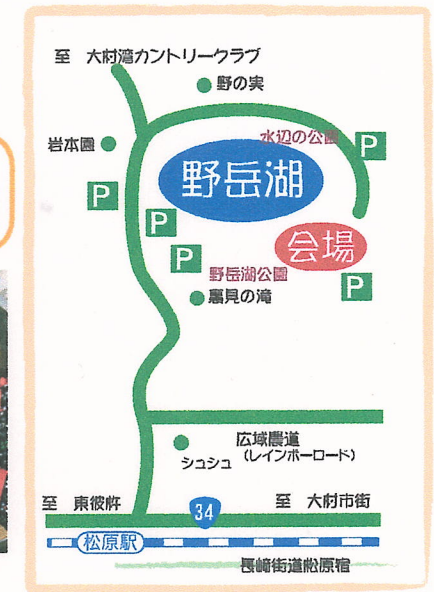 至 大村湾カントリークラブ
野の実
水辺の公園
P
岩本園
野岳湖
P
P
会場
P
野岳湖公園
P
裏見の滝
広域農道
(レインボーロード)
シュシュ
至 東彼杵
34
至 大村市街
松原駅
長崎街道松原宿